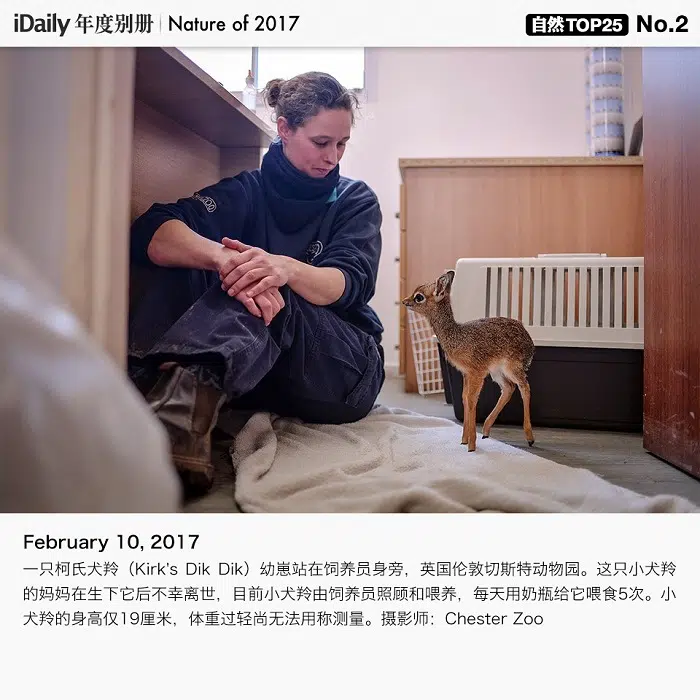 iDaily 年度别册 Nature of 2017
自然TOP25 No.2
February 10, 2017
一只柯氏犬羚（Kirk's Dik Dik）幼崽站在饲养员身旁，英国伦敦切斯特动物园。这只小犬羚
的妈妈在生下它后不幸离世，目前小犬羚由饲养员照顾和喂养，每天用奶瓶给它喂食5次。小
犬羚的身高仅19厘米，体重过轻尚无法用称测量。摄影师：Chester Zoo